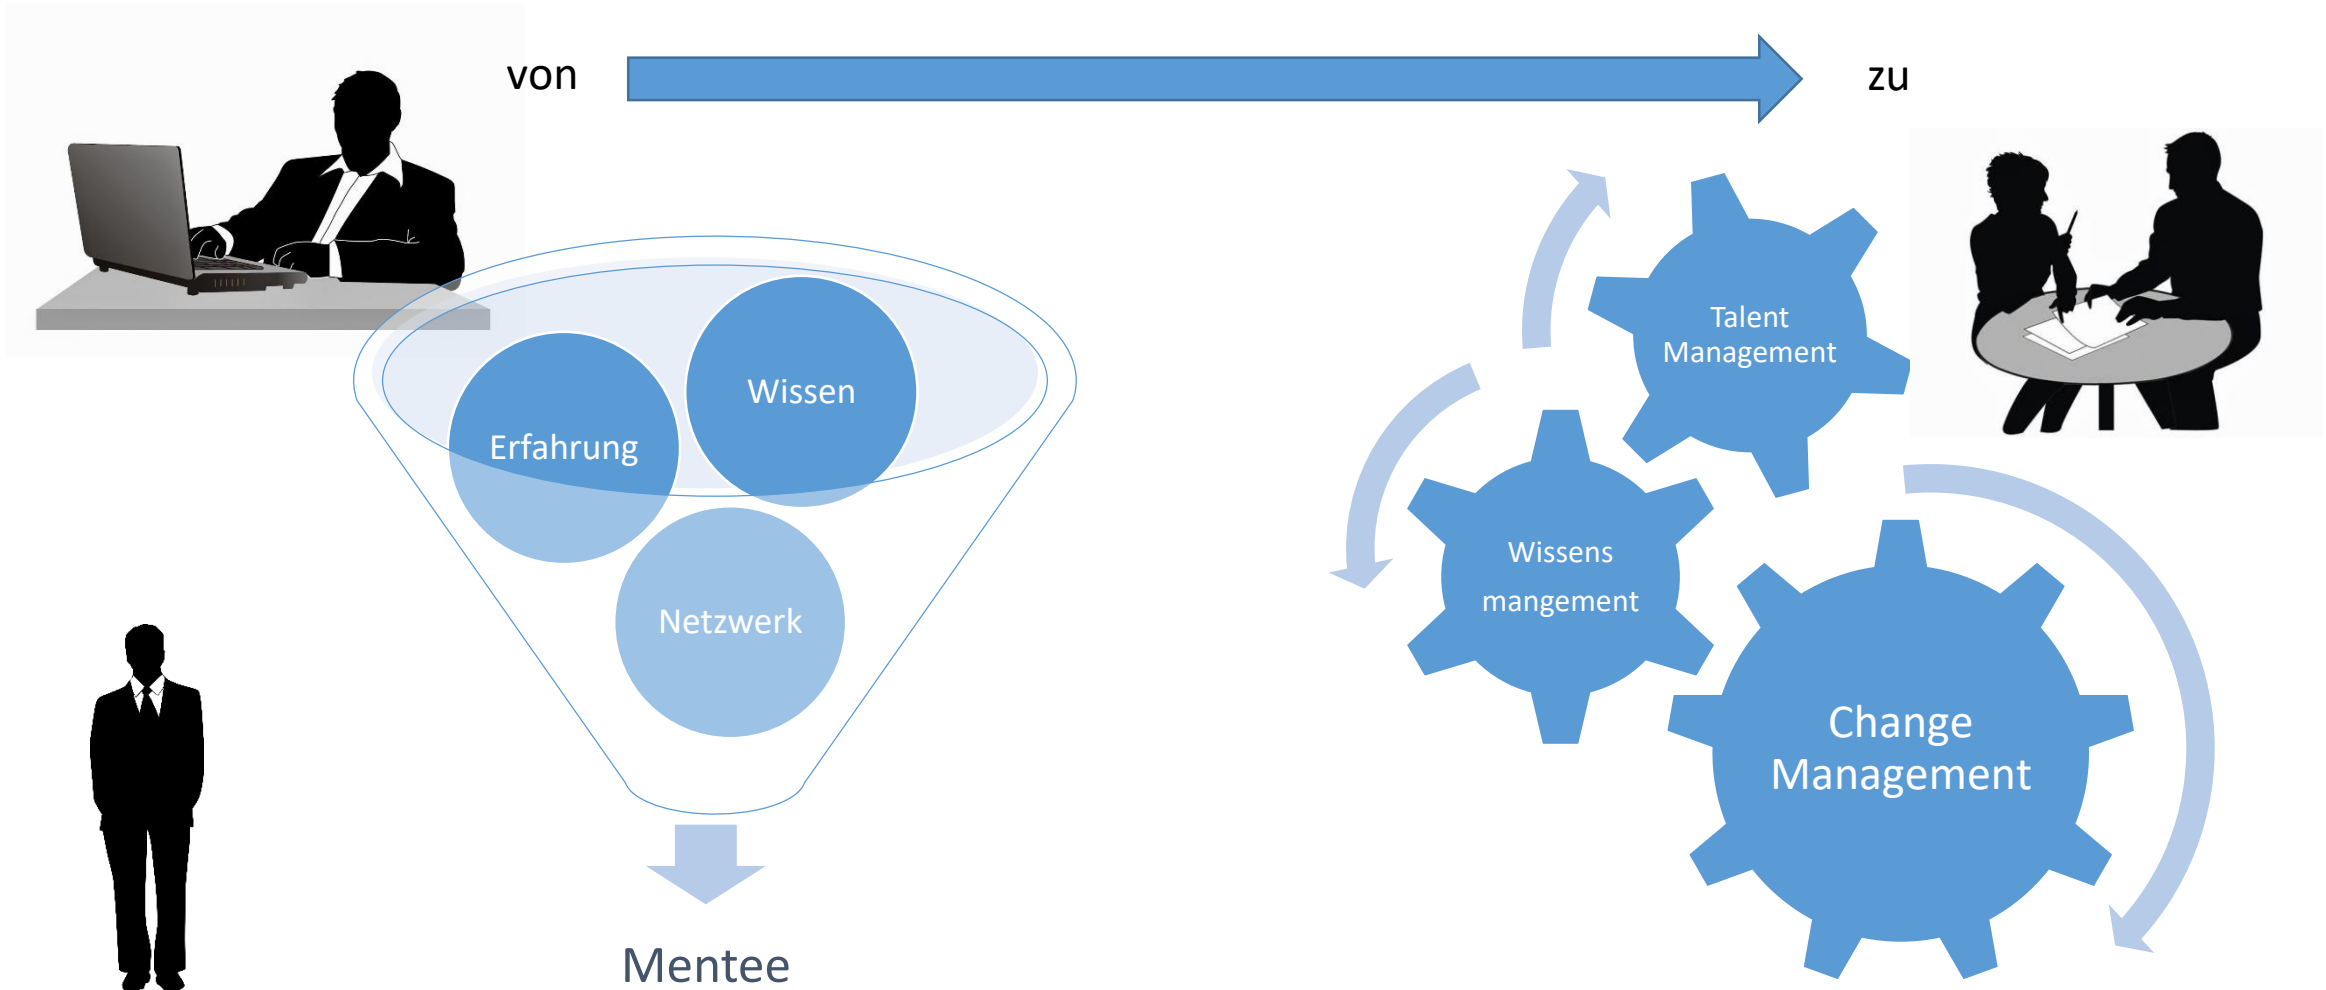 von
zu
Wissen
Erfahrung
Netzwerk
Mentee
Talent
Management
Wissens
mangement
Change
Management